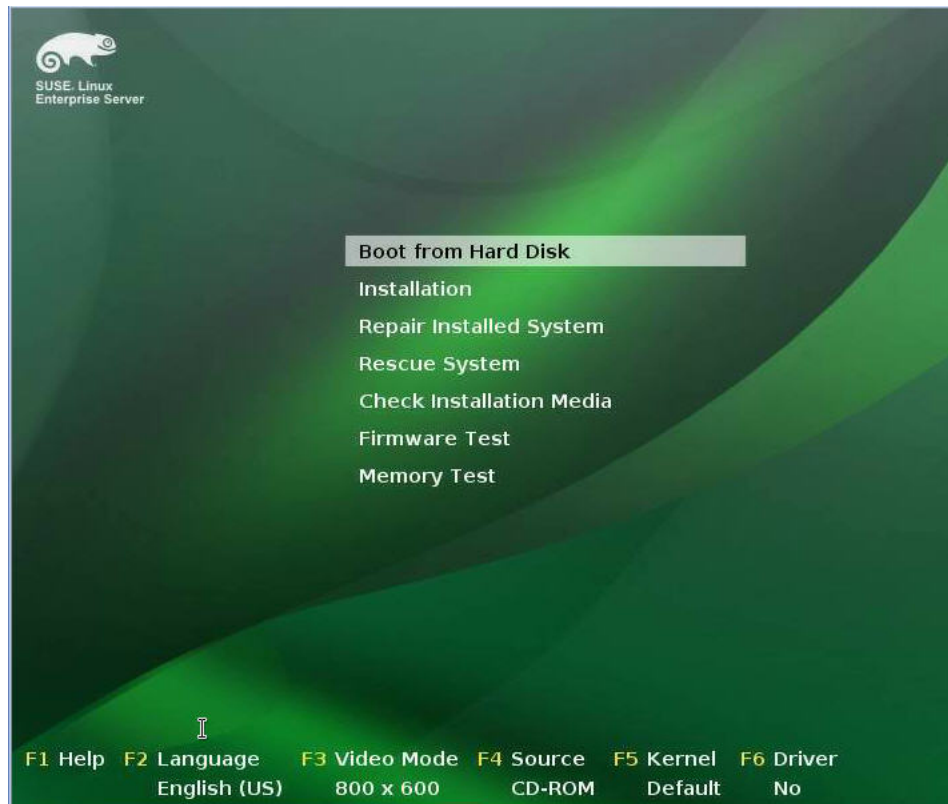 SUSE. Linux
Enterprise Server
Boot from Hard Disk
Installation
Repair Installed System
Rescue System
Check Installation Media
Firmware Test
Memory Test
F1 Help F2 Language F3 Video Mode F4 Source F5 Kernel F6 Driver
English (US) 800 x 600 CD-ROM Default No